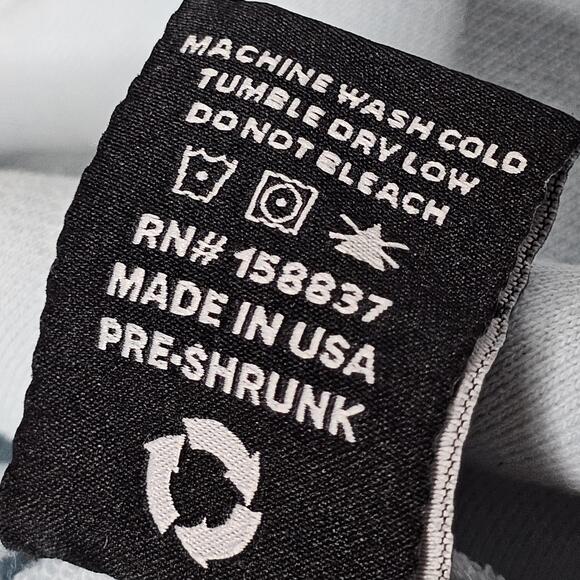 MACHINE WASH COLD
TUMBLE DRY LOW
DO NOT BLEACH
RN# 158837
MADE IN USA
PRE-SHRUNK